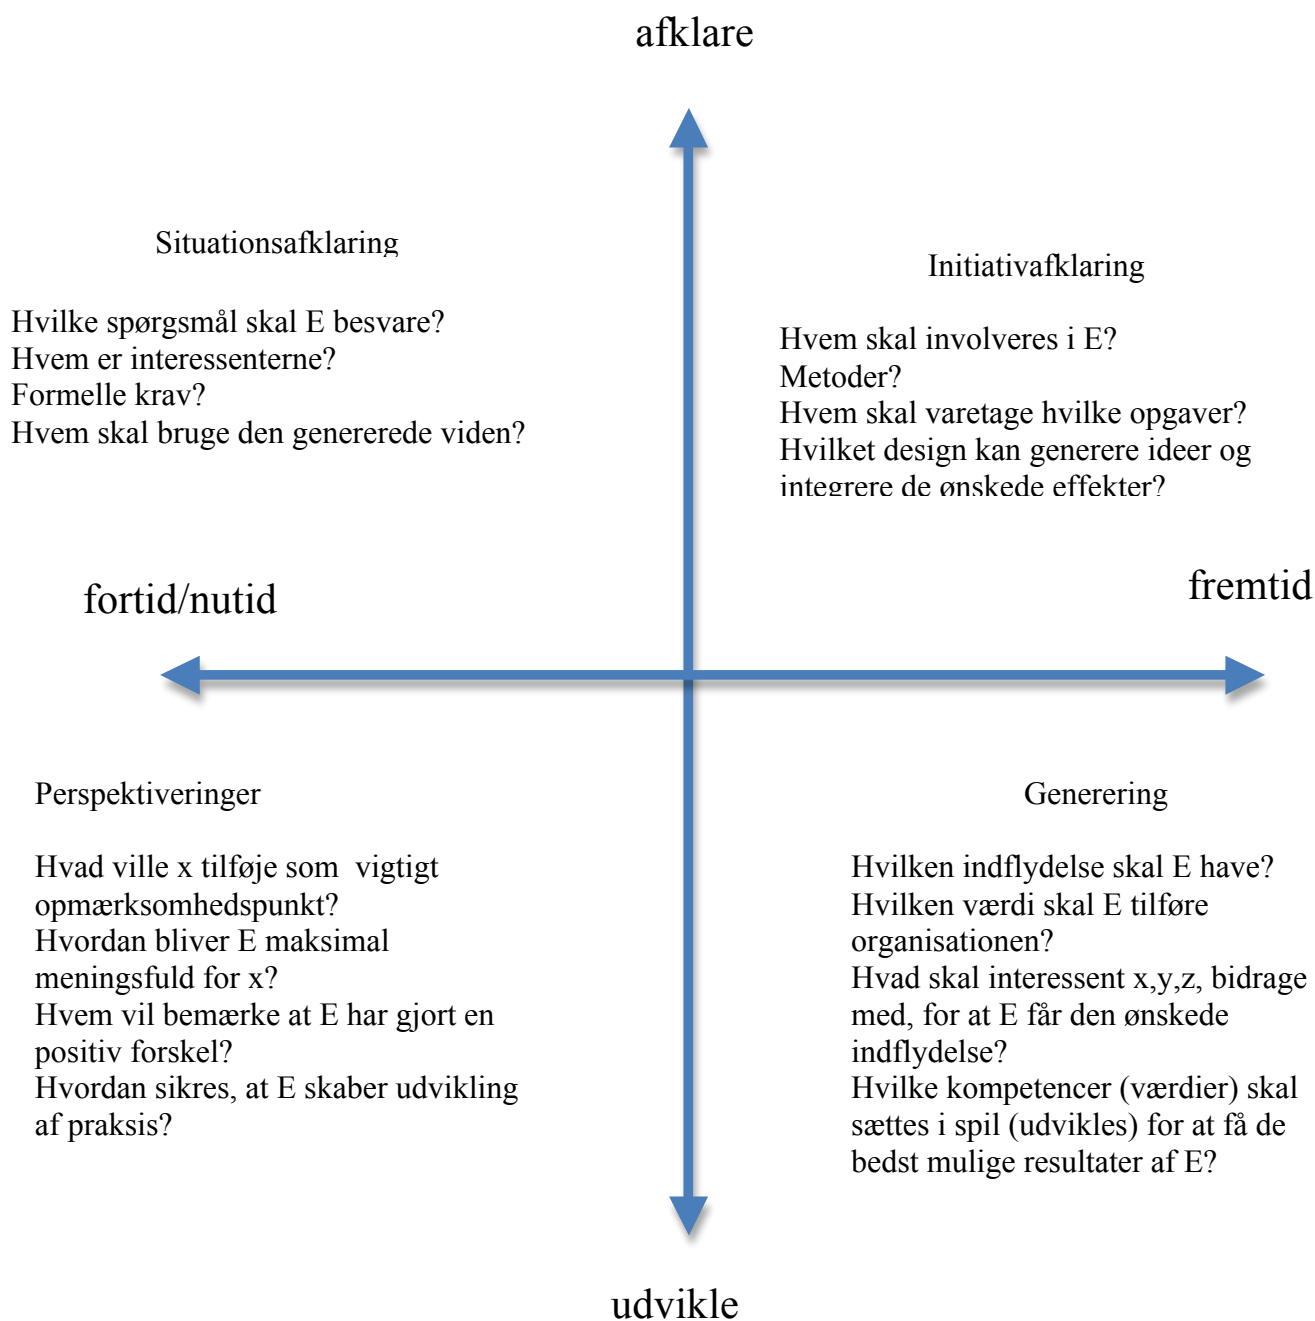 afklare
Situationsafklaring
Hvilke spørgsmål skal E besvare?
Hvem er interessenterne?
Formelle krav?
Hvem skal bruge den genererede viden?
Initiativafklaring
Hvem skal involveres i E?
Metoder?
Hvem skal varetage hvilke opgaver?
Hvilket design kan generere ideer og
integrere de ønskede effekter?
fortid/nutid
fremtid
Perspektiveringer
Hvad ville x tilføje som  vigtigt
opmærksomhedspunkt?
Hvordan bliver E maksimal
meningsfuld for x?
Hvem vil bemærke at E har gjort en
positiv forskel?
Hvordan sikres, at E skaber udvikling
af praksis?
Generering
Hvilken indflydelse skal E have?
Hvilken værdi skal E tilføre
organisationen?
Hvad skal interessent x,y,z, bidrage
med, for at E får den ønskede
indflydelse?
Hvilke kompetencer (værdier) skal
sættes i spil (udvikles) for at få de
bedst mulige resultater af E?
udvikle